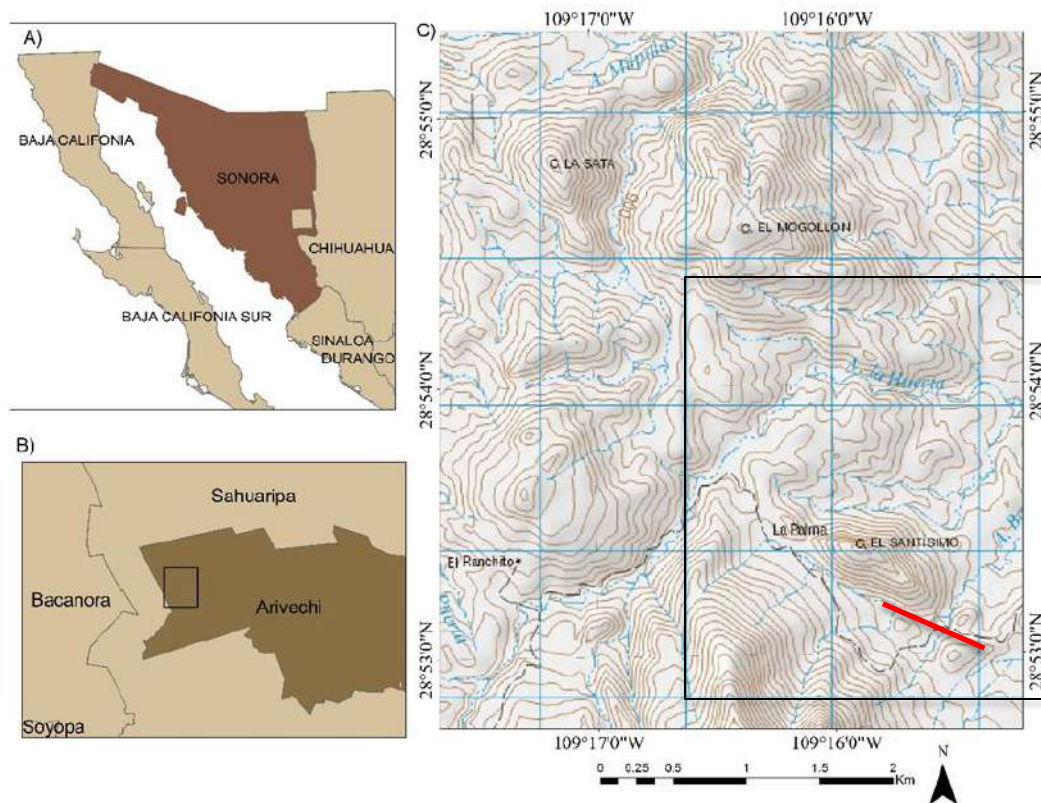 A)
BAJA CALIFONIA
SONORA
CHIHUAHUA
BAJA CALIFONIA SUR
SINALOA
DURANGO
B)
Sahuaripa
Bacanora
Arivechi
Soyopa
C)
109°17'0"W
109°16'0"W
28°55'0"N
28°55'0"N
C. LA SATA
C. EL MOGOLLON
28°54'0"N
28°54'0"N
A. la Huerta
La Palma
C. EL SANTÍSIMO
El Ranchito
28°53'0"N
28°53'0"N
109°17'0"W
109°16'0"W
N
0 0.25 0.5 1 1.5 2
Km